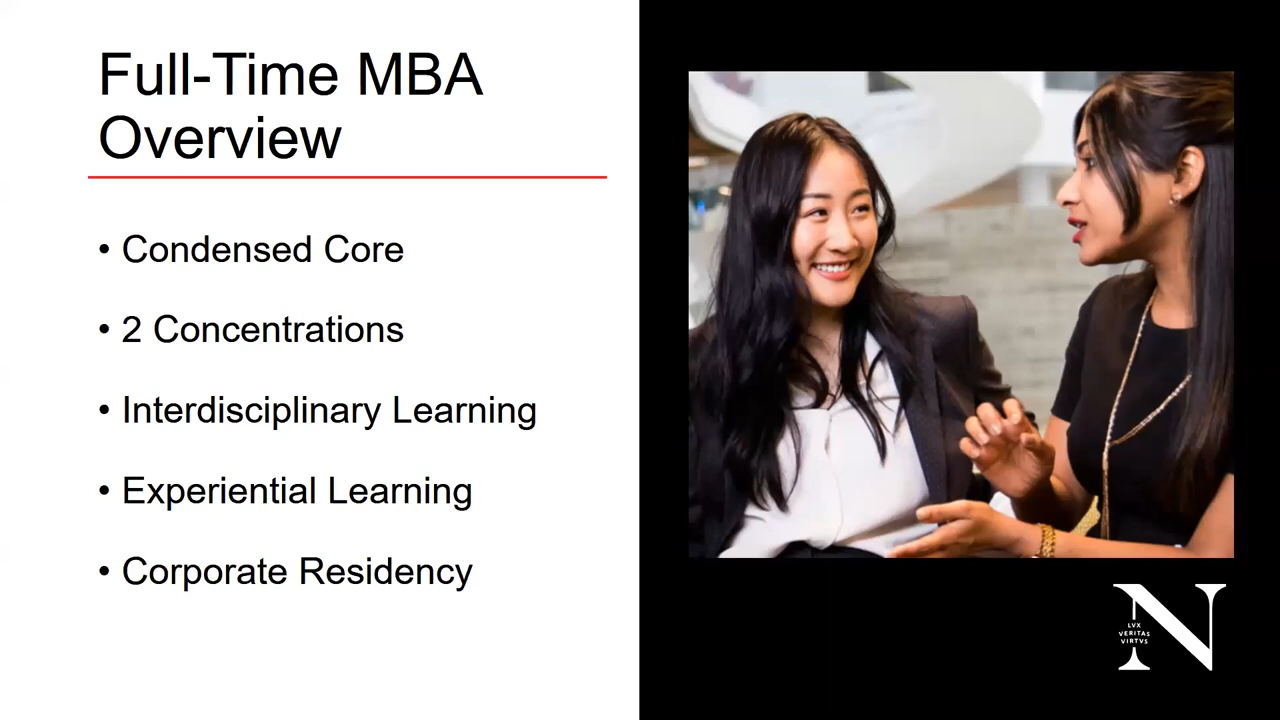 Full-Time MBA
Overview
• Condensed Core
• 2 Concentrations
• Interdisciplinary Learning
• Experiential Learning
• Corporate Residency
N
LVX
VERITAS
VIRTVS